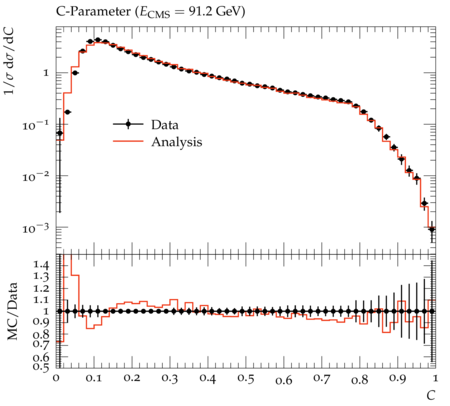 C-Parameter (E_CMS = 91.2 GeV)
1/σ dσ/dC
1
10⁻¹
10⁻²
10⁻³
Data
Analysis
MC/Data
1.4
1.3
1.2
1.1
1
0.9
0.8
0.7
0.6
0.5
0 0.1 0.2 0.3 0.4 0.5 0.6 0.7 0.8 0.9 1
C